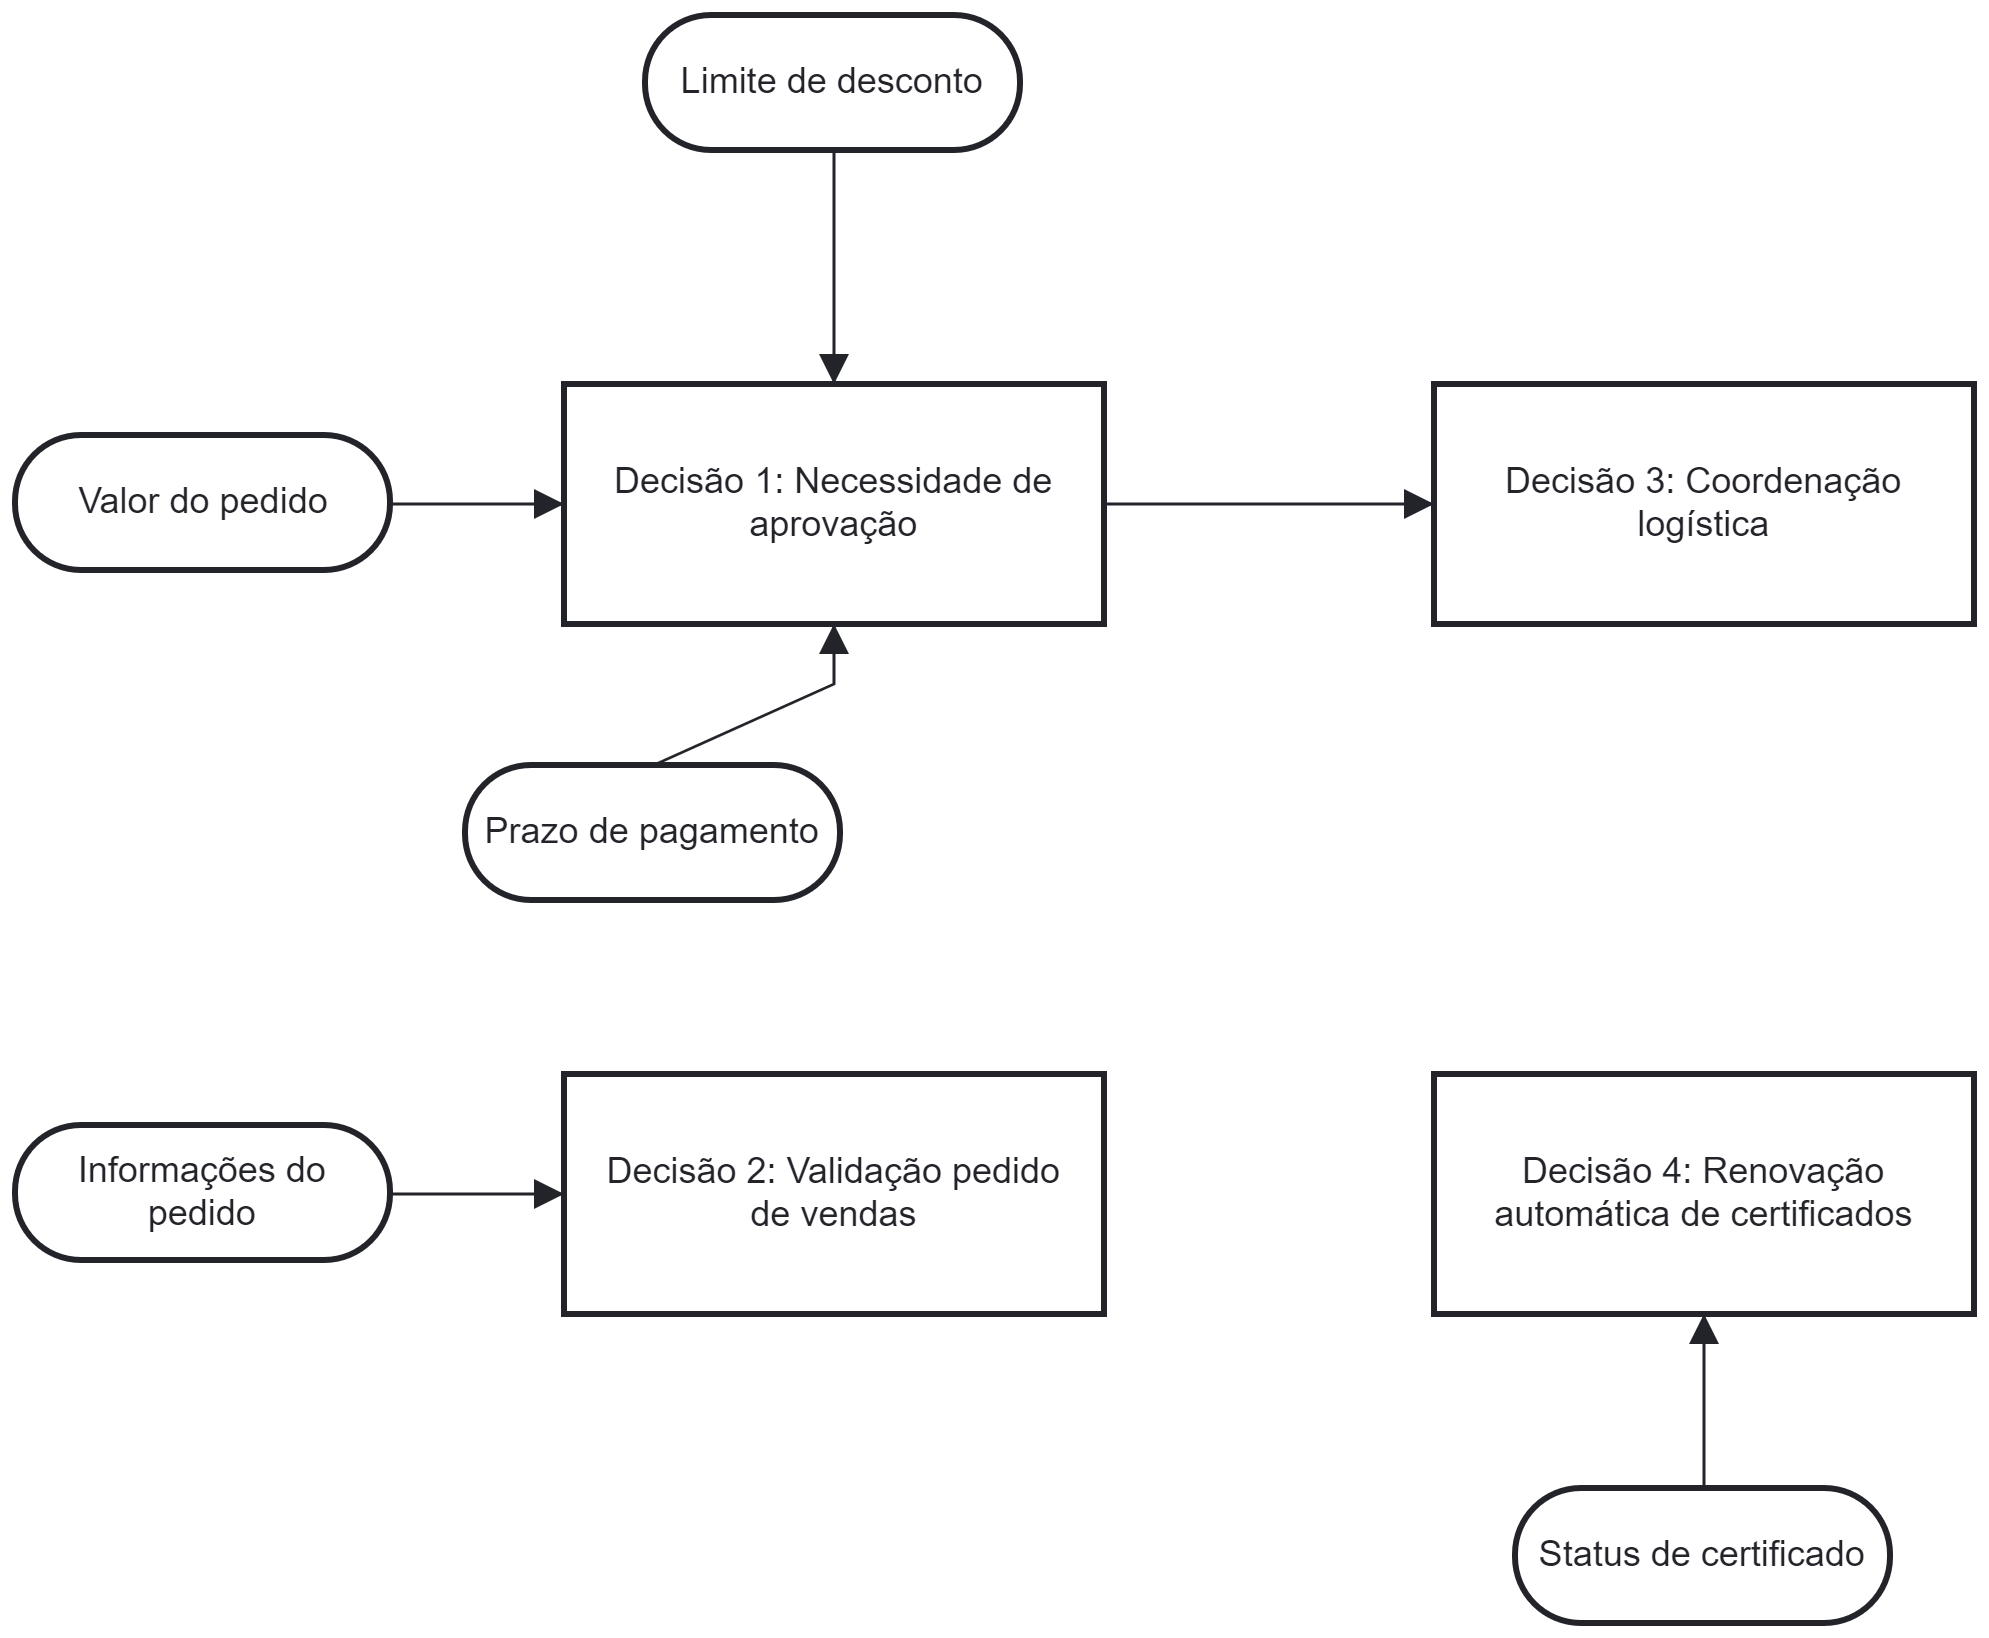 Limite de desconto
Valor do pedido
Decisão 1: Necessidade de
aprovação
Decisão 3: Coordenação
logística
Prazo de pagamento
Informações do
pedido
Decisão 2: Validação pedido
de vendas
Decisão 4: Renovação
automática de certificados
Status de certificado